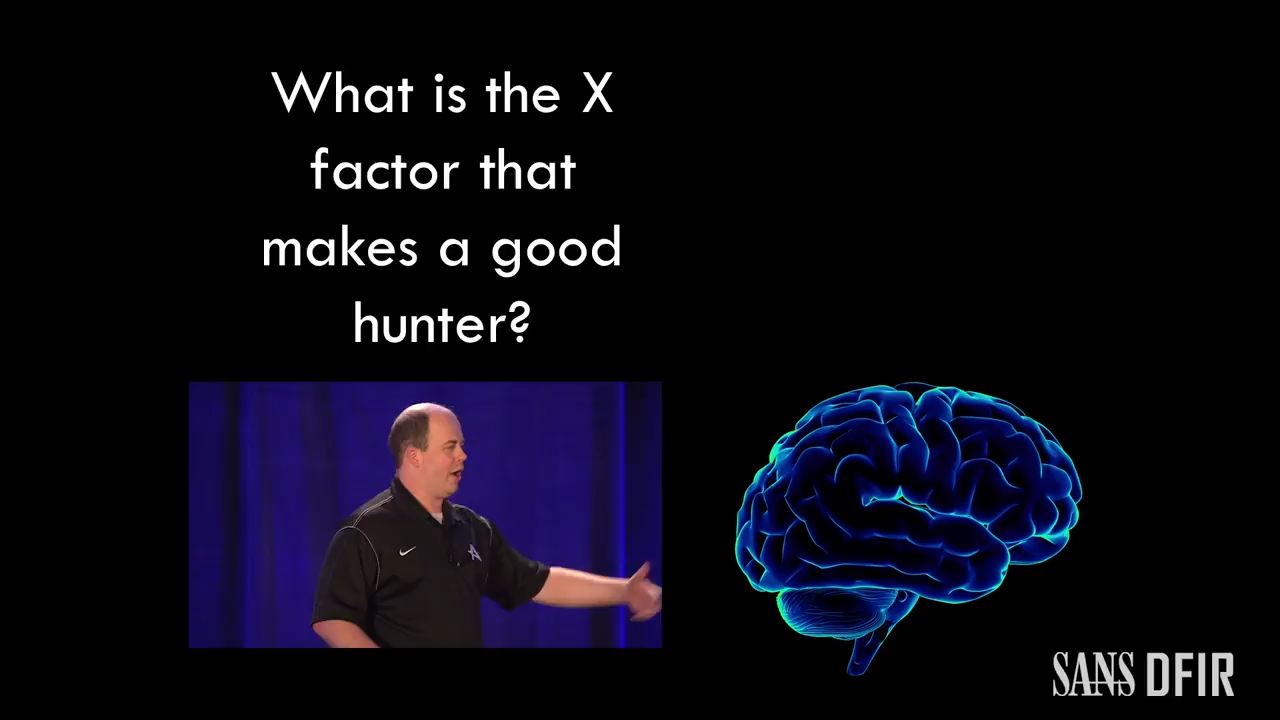 What is the X
factor that
makes a good
hunter?
SANS DFIR